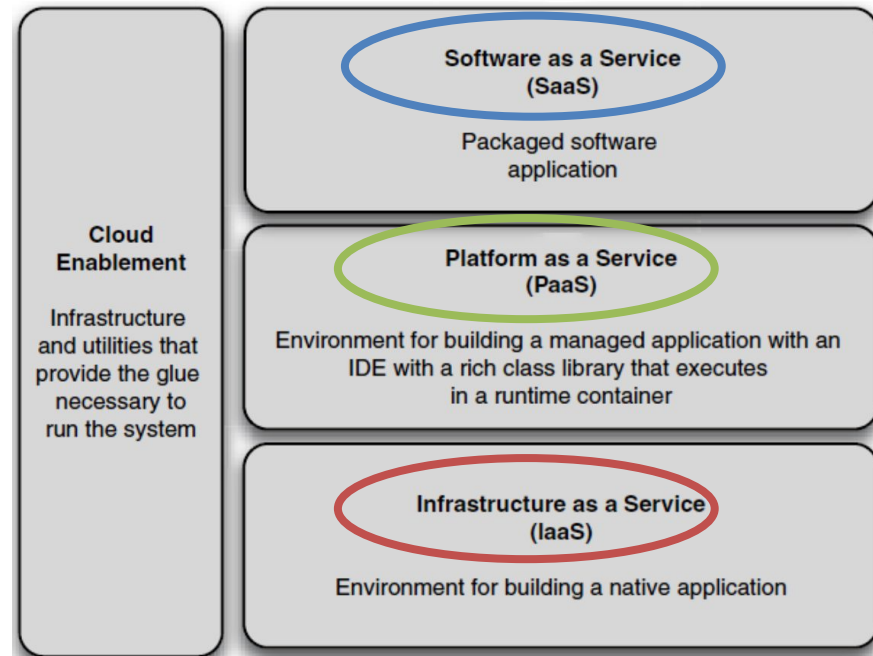 Cloud
Enablement
Infrastructure
and utilities that
provide the glue
necessary to
run the system
Software as a Service
(SaaS)
Packaged software
application
Platform as a Service
(PaaS)
Environment for building a managed application with an
IDE with a rich class library that executes
in a runtime container
Infrastructure as a Service
(IaaS)
Environment for building a native application